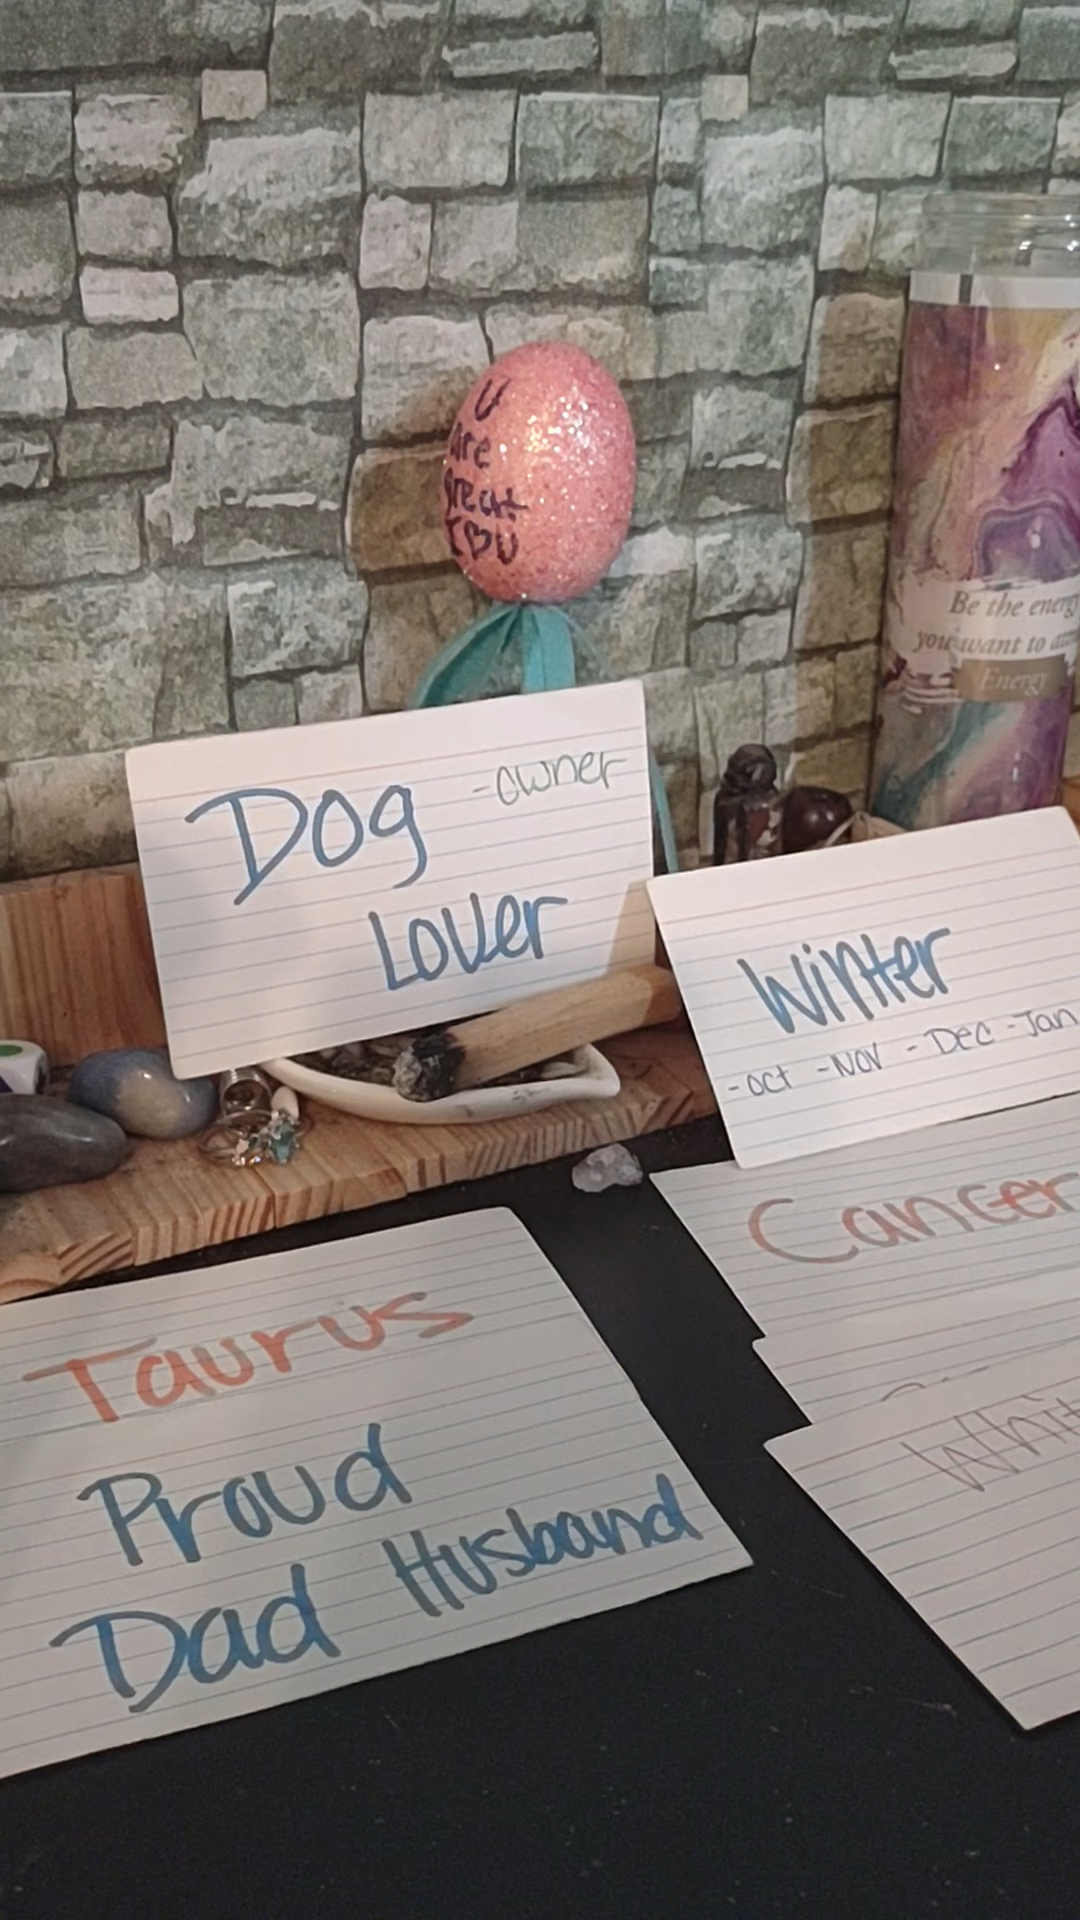 U
Are
Great
I ♡ U
Be the energy
you want to
Energy
Dog - owner
Lover
Winter
- oct - Nov - Dec - Jan
Cancer
Taurus
Proud
Dad Husband